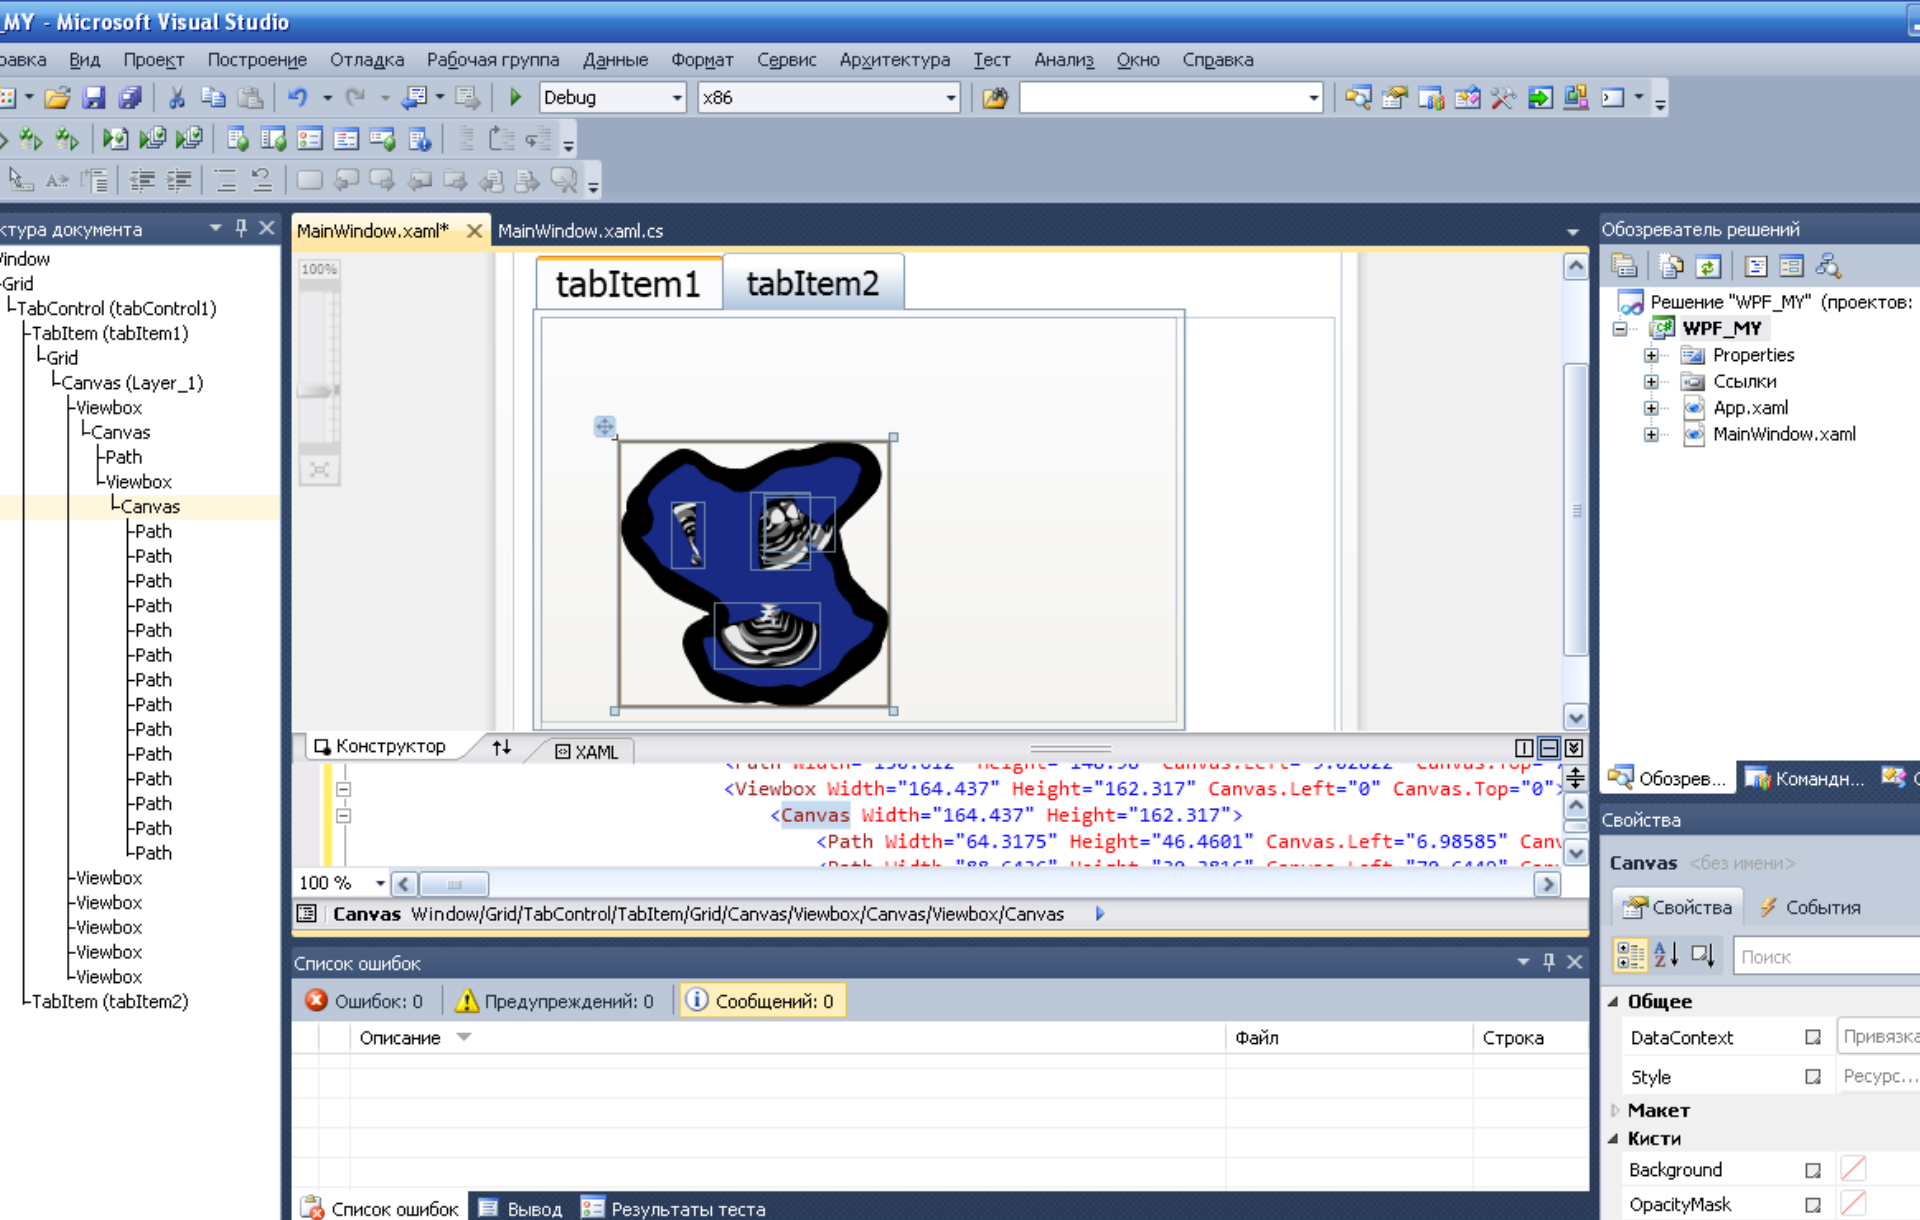 _MY - Microsoft Visual Studio
равка Вид Проект Построение Отладка Рабочая группа Данные Формат Сервис Архитектура Тест Анализ Окно Справка
Debug x86
ктура документа
MainWindow.xaml* MainWindow.xaml.cs
Обозреватель решений
Window
Grid
TabControl (tabControl1)
TabItem (tabItem1)
Grid
Canvas (Layer_1)
Viewbox
Canvas
Path
Viewbox
Canvas
Path
Path
Path
Path
Path
Path
Path
Path
Path
Path
Path
Path
Path
Path
Viewbox
Viewbox
Viewbox
Viewbox
Viewbox
TabItem (tabItem2)
100%
tabItem1 tabItem2
Конструктор XAML
<Viewbox Width="164.437" Height="162.317" Canvas.Left="0" Canvas.Top="0">
<Canvas Width="164.437" Height="162.317">
<Path Width="64.3175" Height="46.4601" Canvas.Left="6.98585" Canv
100 %
Canvas Window/Grid/TabControl/TabItem/Grid/Canvas/Viewbox/Canvas/Viewbox/Canvas
Список ошибок
Ошибок: 0 Предупреждений: 0 Сообщений: 0
Описание Файл Строка
Список ошибок Вывод Результаты теста
Решение "WPF_MY" (проектов:
WPF_MY
Properties
Ссылки
App.xaml
MainWindow.xaml
Обозрев... Командн...
Свойства
Canvas <без имени>
Свойства События
Поиск
Общее
DataContext Привязка
Style Ресурс...
Макет
Кисти
Background
OpacityMask